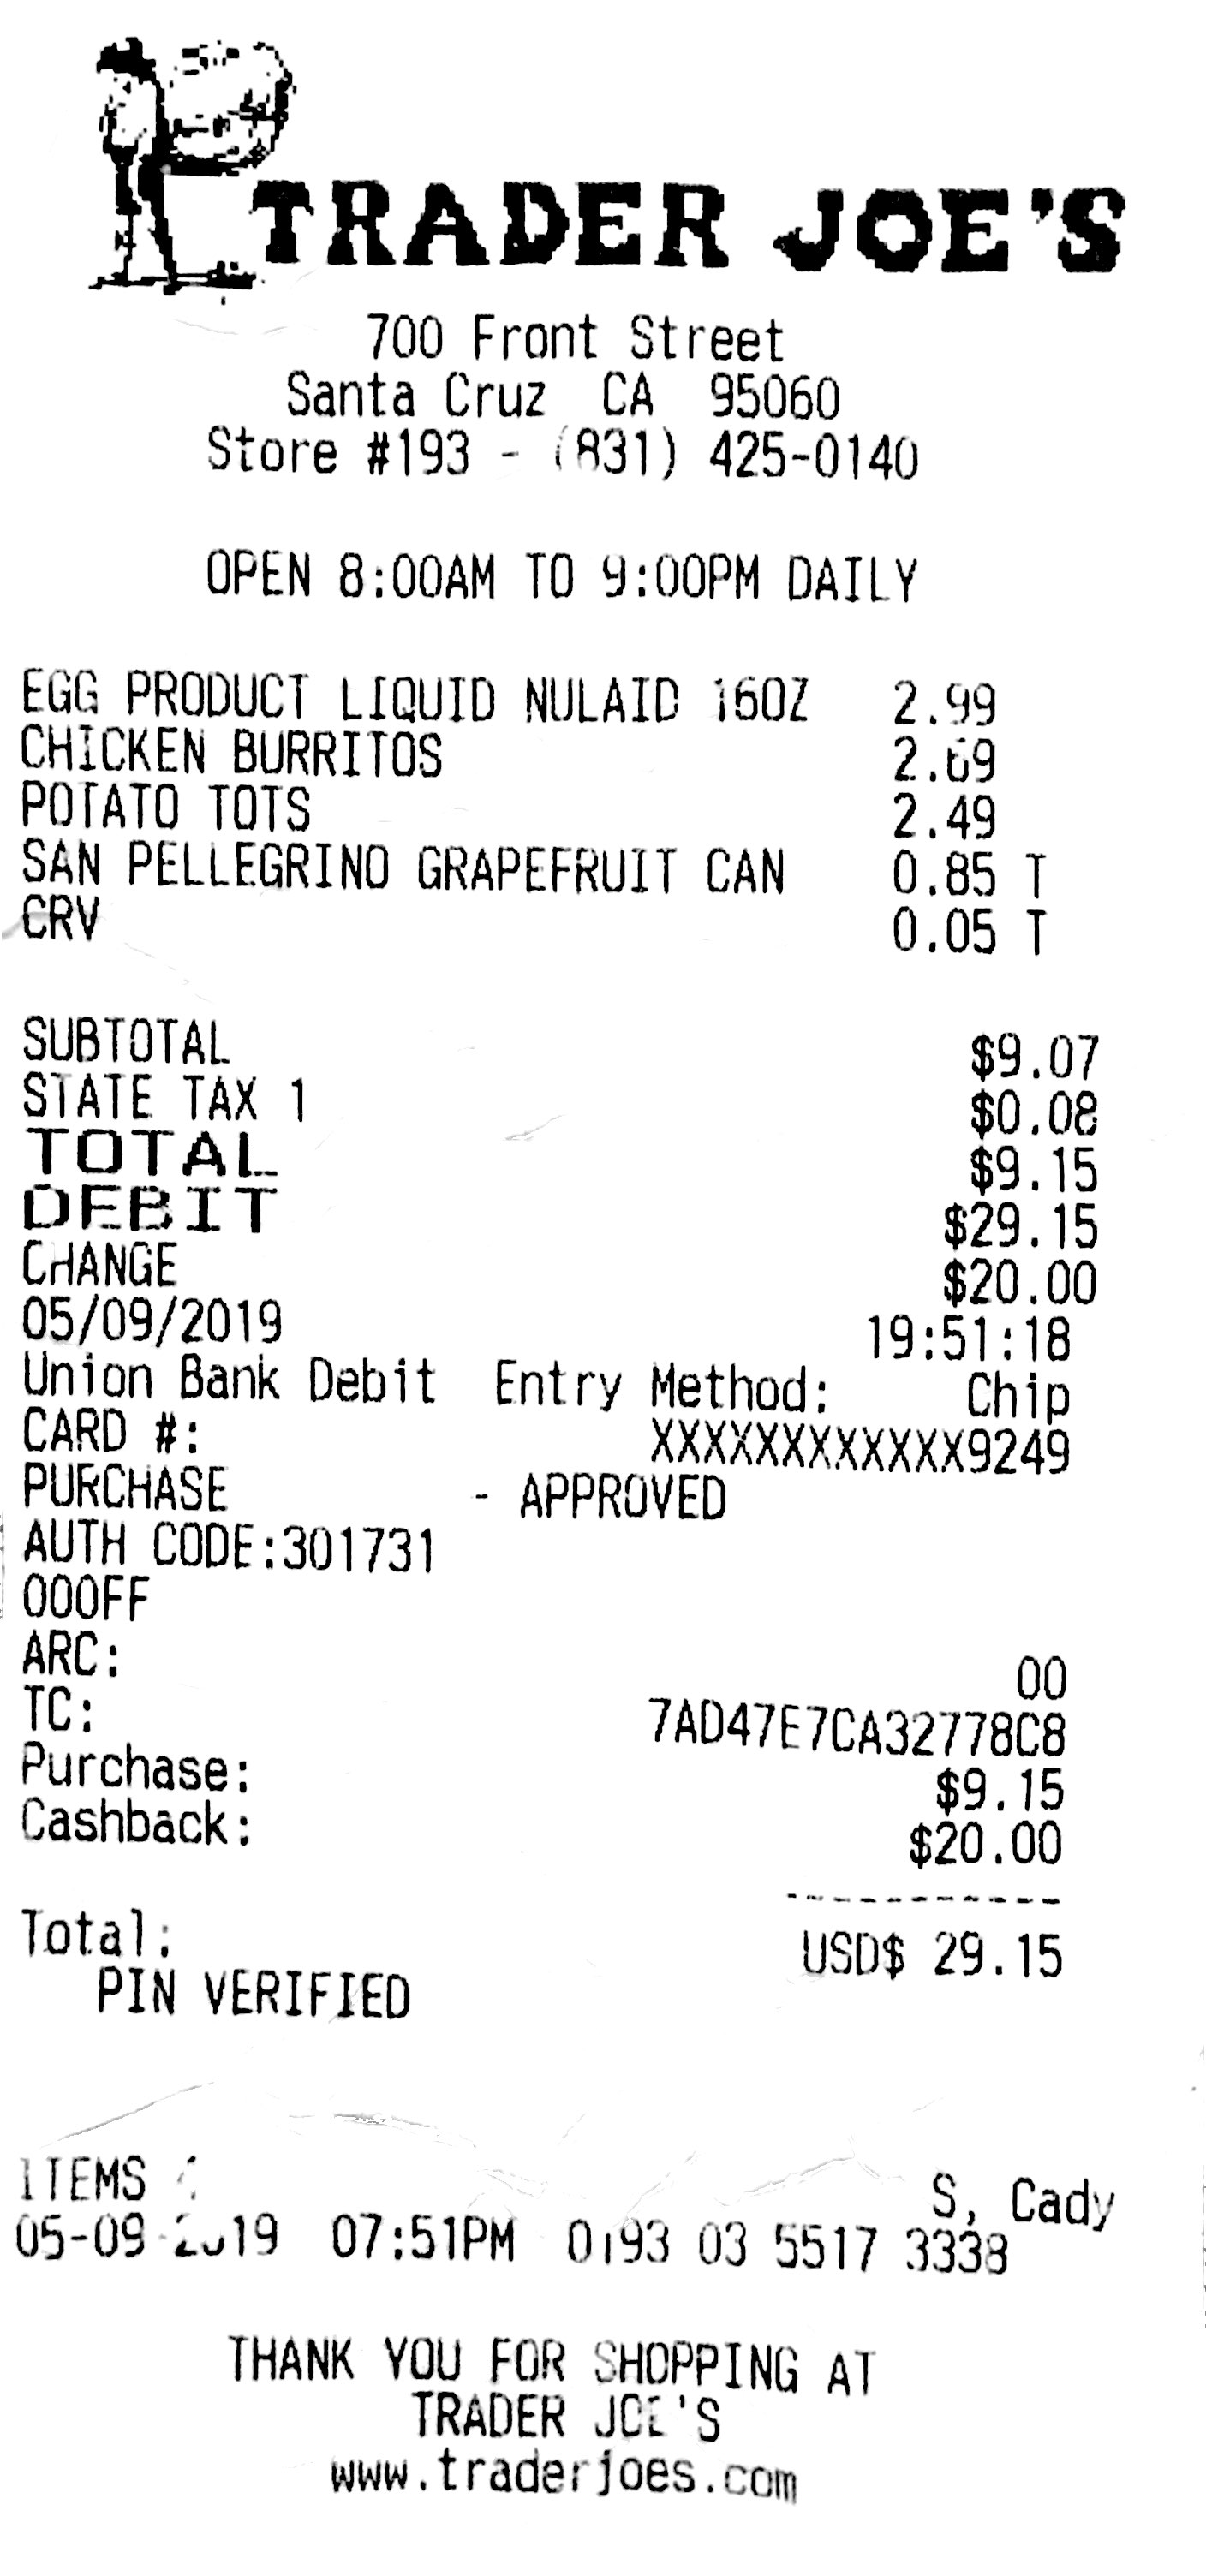 TRADER JOE'S
700 Front Street
Santa Cruz CA 95060
Store #193 - (831) 425-0140
OPEN 8:00AM TO 9:00PM DAILY
EGG PRODUCT LIQUID NULAID 16OZ 2.99
CHICKEN BURRITOS 2.69
POTATO TOTS 2.49
SAN PELLEGRINO GRAPEFRUIT CAN 0.85 T
CRV 0.05 T
SUBTOTAL $9.07
STATE TAX 1 $0.08
TOTAL $9.15
DEBIT $29.15
CHANGE $20.00
05/09/2019 19:51:18
Union Bank Debit Entry Method: Chip
CARD #: XXXXXXXXXXXX9249
PURCHASE - APPROVED
AUTH CODE:301731
000FF
ARC: 00
TC: 7AD47E7CA32778C8
Purchase: $9.15
Cashback: $20.00
-----------
Total: USD$ 29.15
PIN VERIFIED
ITEMS S, Cady
05-09-2019 07:51PM 0193 03 5517 3338
THANK YOU FOR SHOPPING AT
TRADER JOE'S
www.traderjoes.com